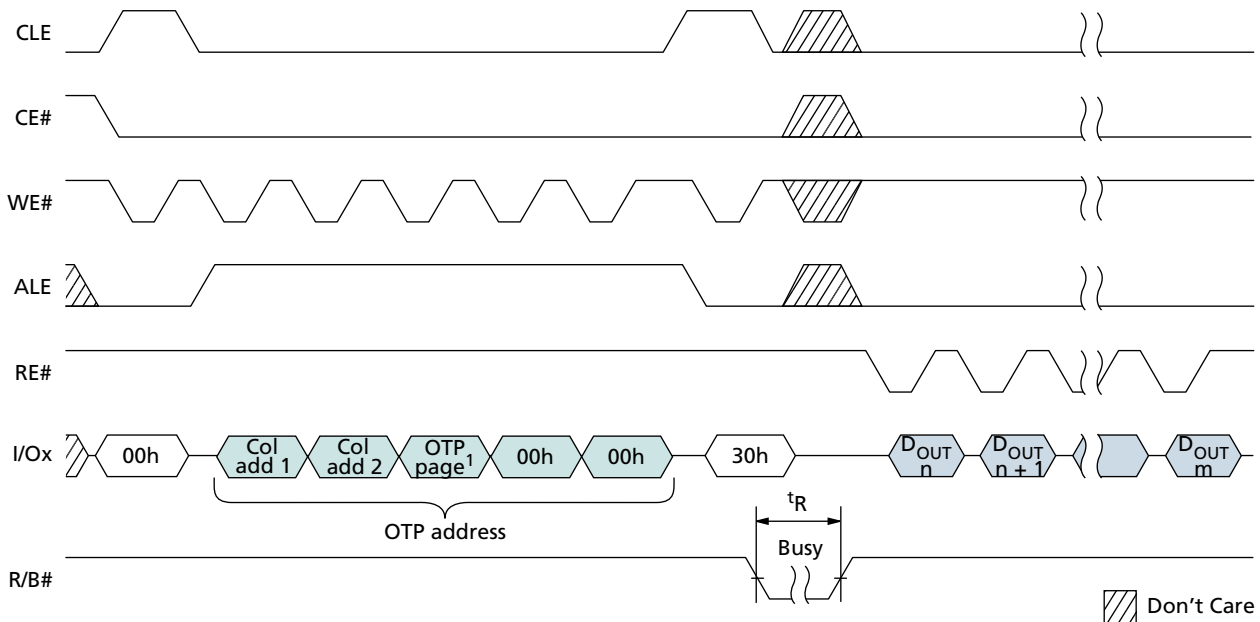 CLE
CE#
WE#
ALE
RE#
I/Ox
00h
Col
add 1
Col
add 2
OTP
page1
00h
00h
30h
DOUT
n
DOUT
n + 1
DOUT
m
OTP address
tR
Busy
R/B#
Don't Care